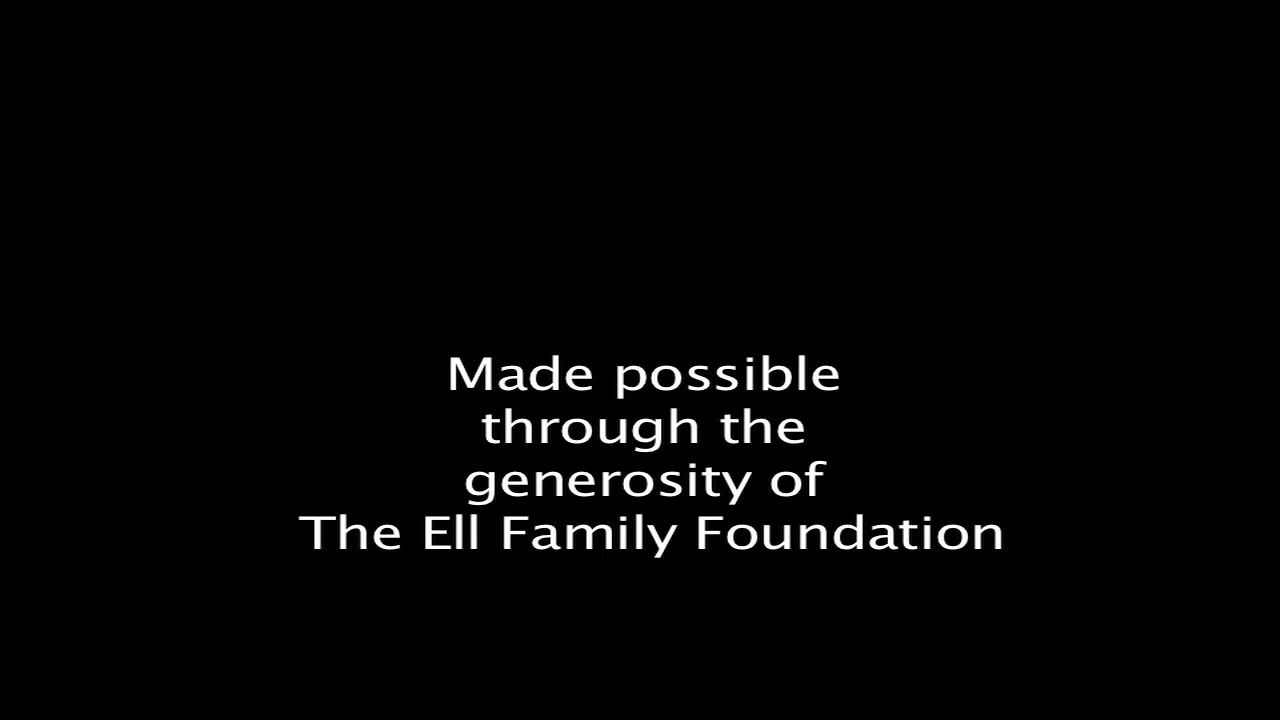 Made possible
through the
generosity of
The Ell Family Foundation